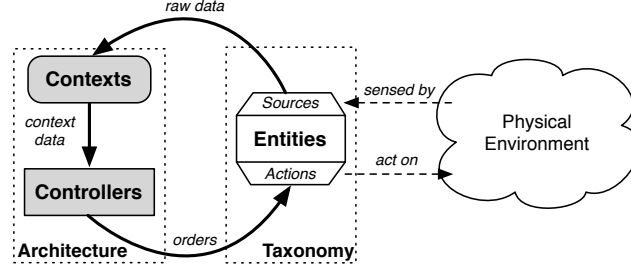 raw data
Contexts
context
data
Controllers
Architecture
orders
Sources
Entities
Actions
Taxonomy
sensed by
act on
Physical
Environment